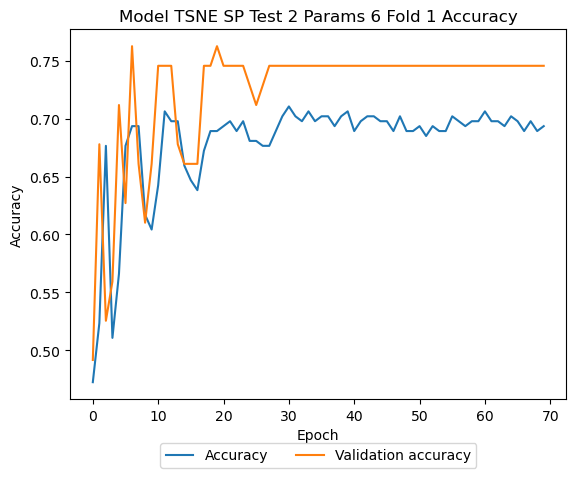 Model TSNE SP Test 2 Params 6 Fold 1 Accuracy
0.75
0.70
0.65
0.60
0.55
0.50
Accuracy
0 10 20 30 40 50 60 70
Epoch
Accuracy Validation accuracy